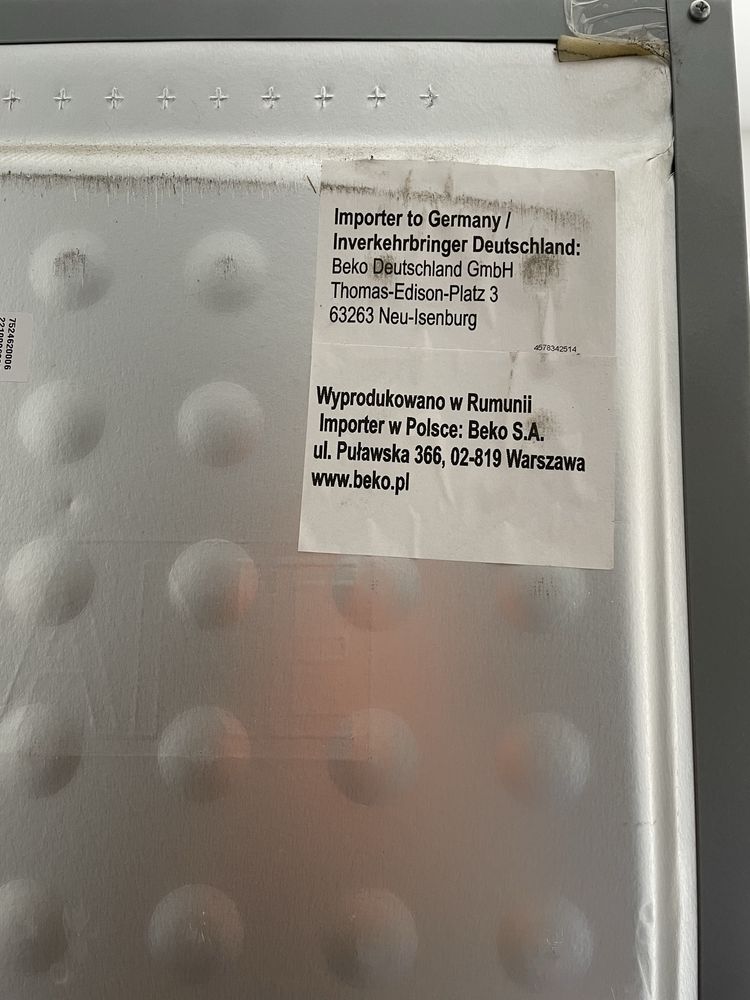 Importer to Germany /
Inverkehrbringer Deutschland:
Beko Deutschland GmbH
Thomas-Edison-Platz 3
63263 Neu-Isenburg
4578342514
Wyprodukowano w Rumunii
Importer w Polsce: Beko S.A.
ul. Puławska 366, 02-819 Warszawa
www.beko.pl
7524620006